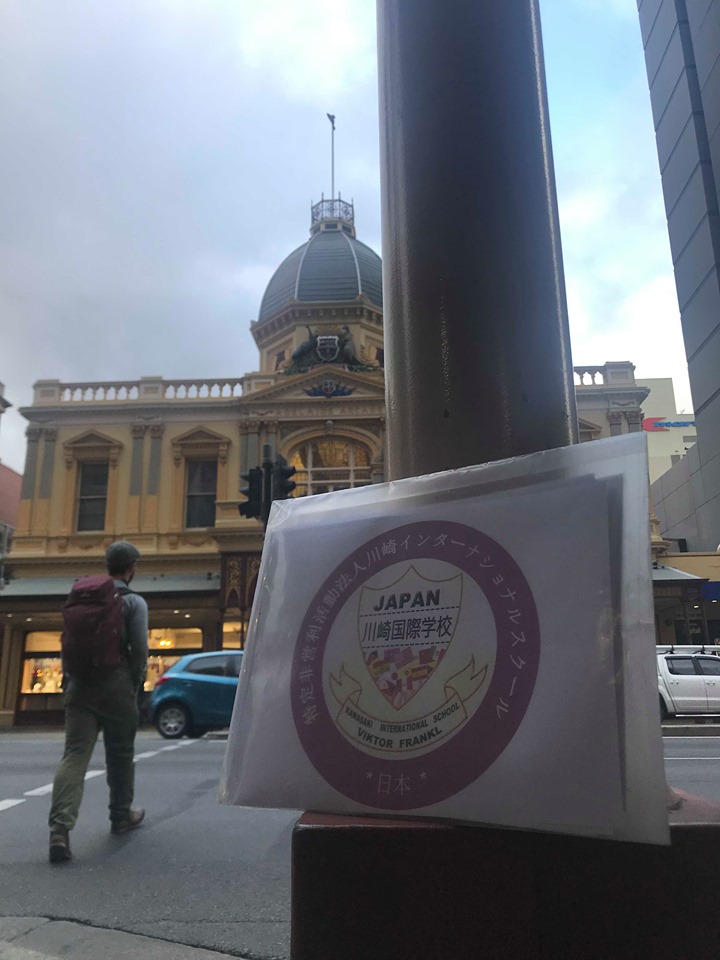 ADELAIDE ARCADE
特定非営利活動法人川崎インターナショナルスクール
JAPAN
川崎国際学校
KAWASAKI INTERNATIONAL SCHOOL
VIKTOR FRANKL
*日本*